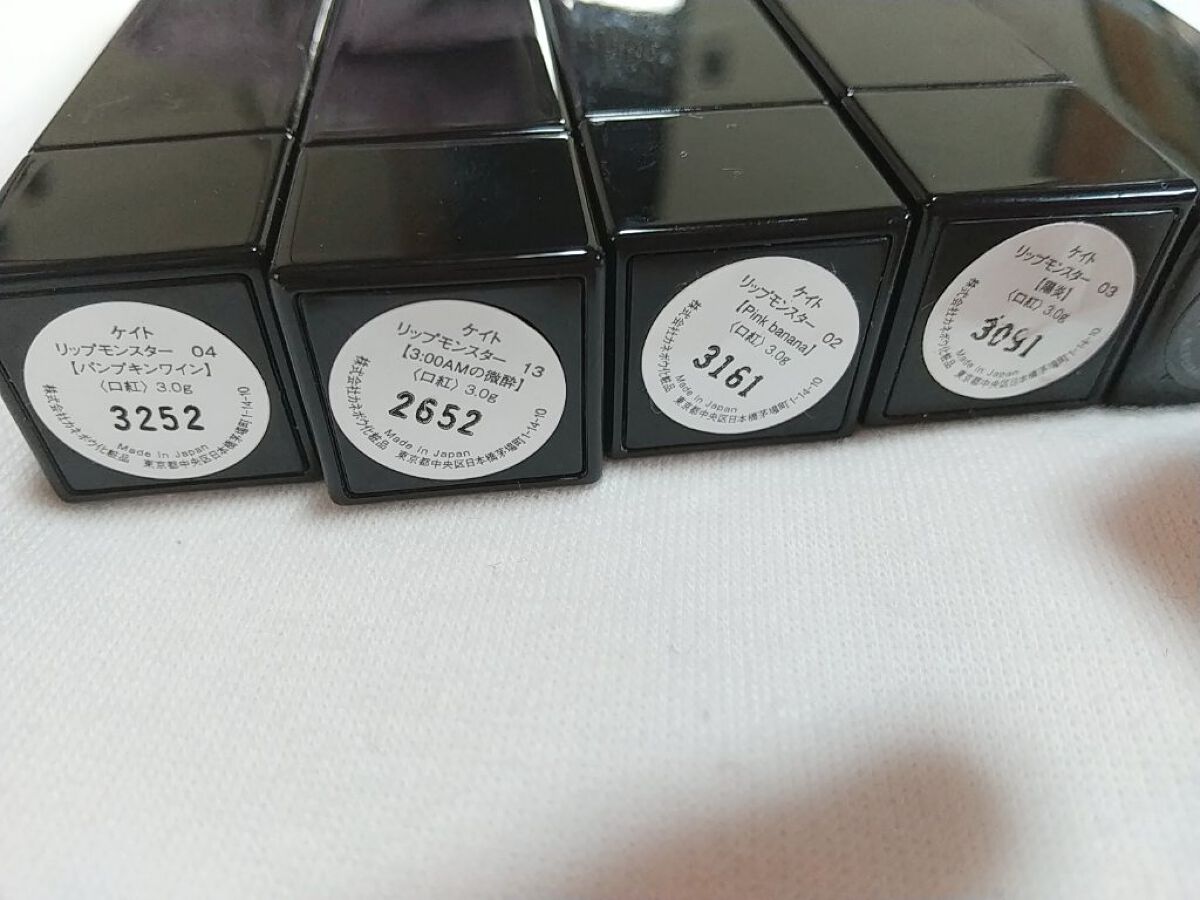 ケイト
リップモンスター 04
【パンプキンワイン】
〈口紅〉3.0g
3252
Made in Japan
株式会社カネボウ化粧品 東京都中央区日本橋茅場町1-14-10
ケイト
リップモンスター 13
【3:00AMの微酔】
〈口紅〉3.0g
2652
Made in Japan
株式会社カネボウ化粧品 東京都中央区日本橋茅場町1-14-10
ケイト
リップモンスター 02
【Pink banana】
〈口紅〉3.0g
3161
Made in Japan
株式会社カネボウ化粧品 東京都中央区日本橋茅場町1-14-10
ケイト
リップモンスター 03
【陽炎】
〈口紅〉3.0g
3091
Made in Japan
株式会社カネボウ化粧品 東京都中央区日本橋茅場町1-14-10